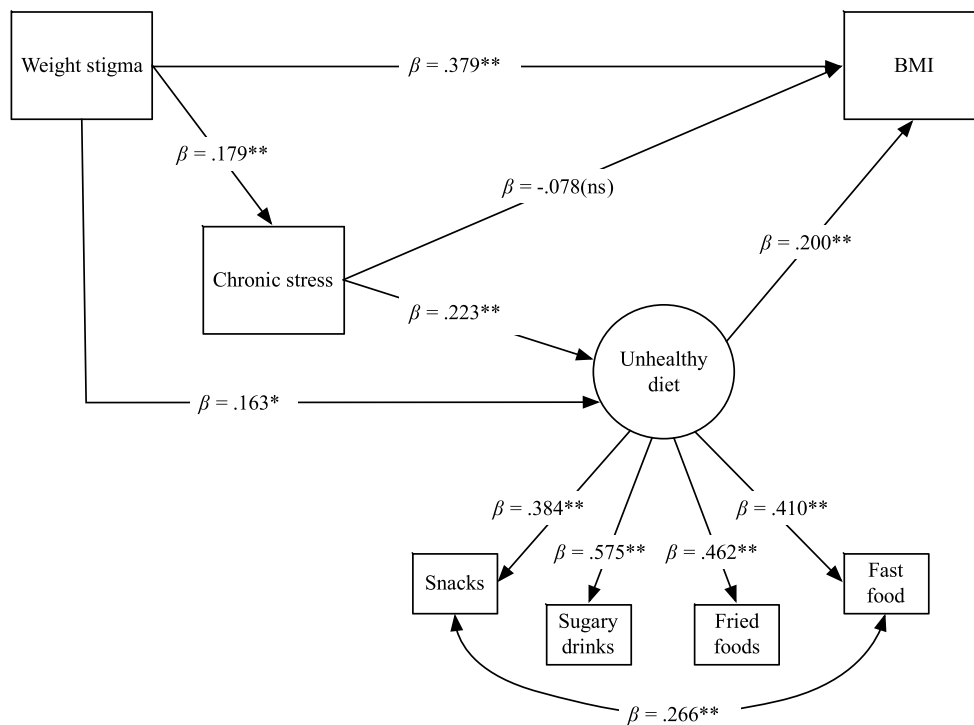 Weight stigma
β = .379**
BMI
β = .179**
β = -.078(ns)
β = .200**
Chronic stress
β = .223**
Unhealthy
diet
β = .163*
β = .384**
β = .410**
β = .575**
β = .462**
Snacks
Fast
food
Sugary
drinks
Fried
foods
β = .266**